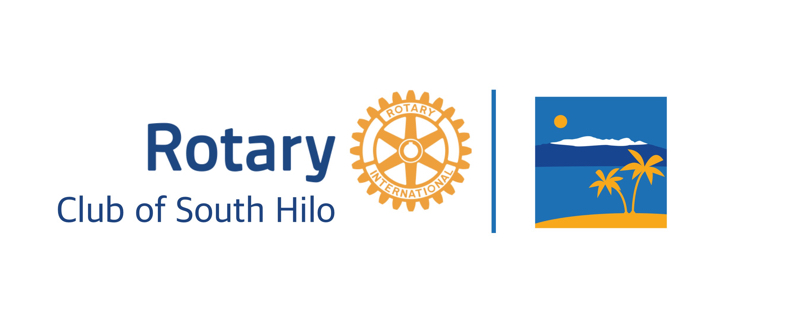 Rotary
Club of South Hilo
ROTARY
INTERNATIONAL